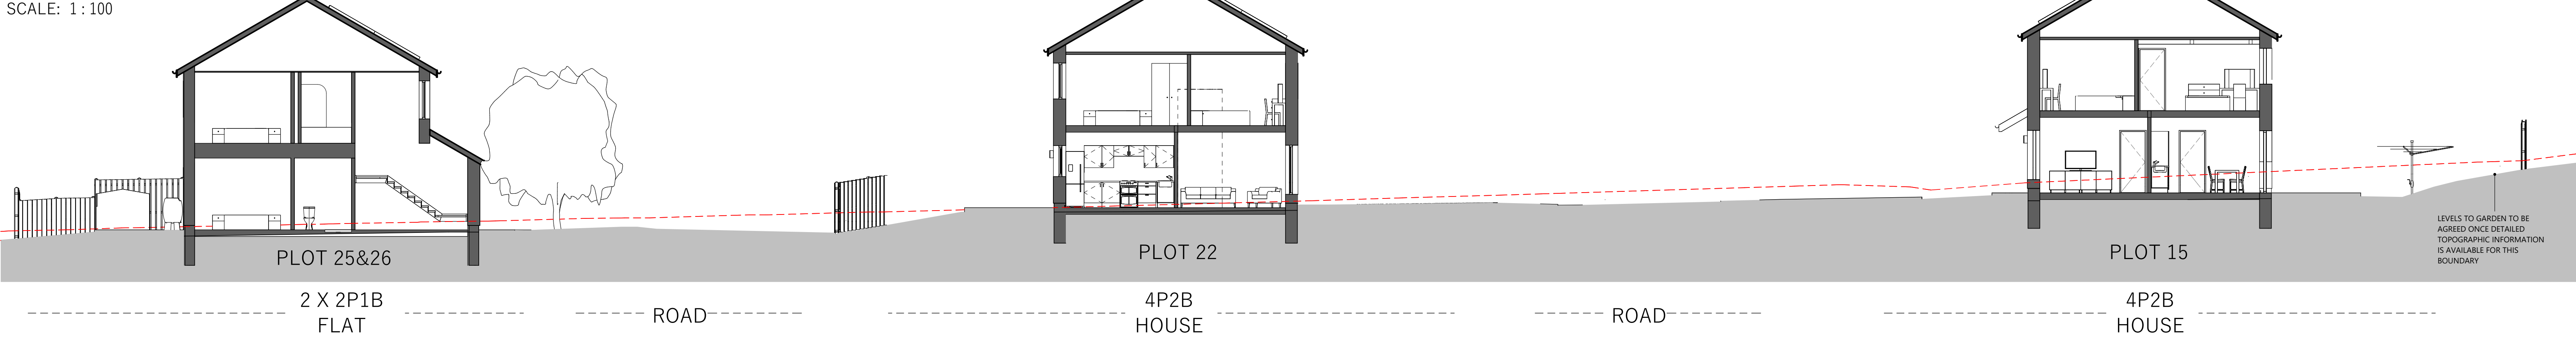 SCALE: 1 : 100
PLOT 25&26
PLOT 22
PLOT 15
LEVELS TO GARDEN TO BE
AGREED ONCE DETAILED
TOPOGRAPHIC INFORMATION
IS AVAILABLE FOR THIS
BOUNDARY
2 X 2P1B
FLAT
ROAD
4P2B
HOUSE
ROAD
4P2B
HOUSE